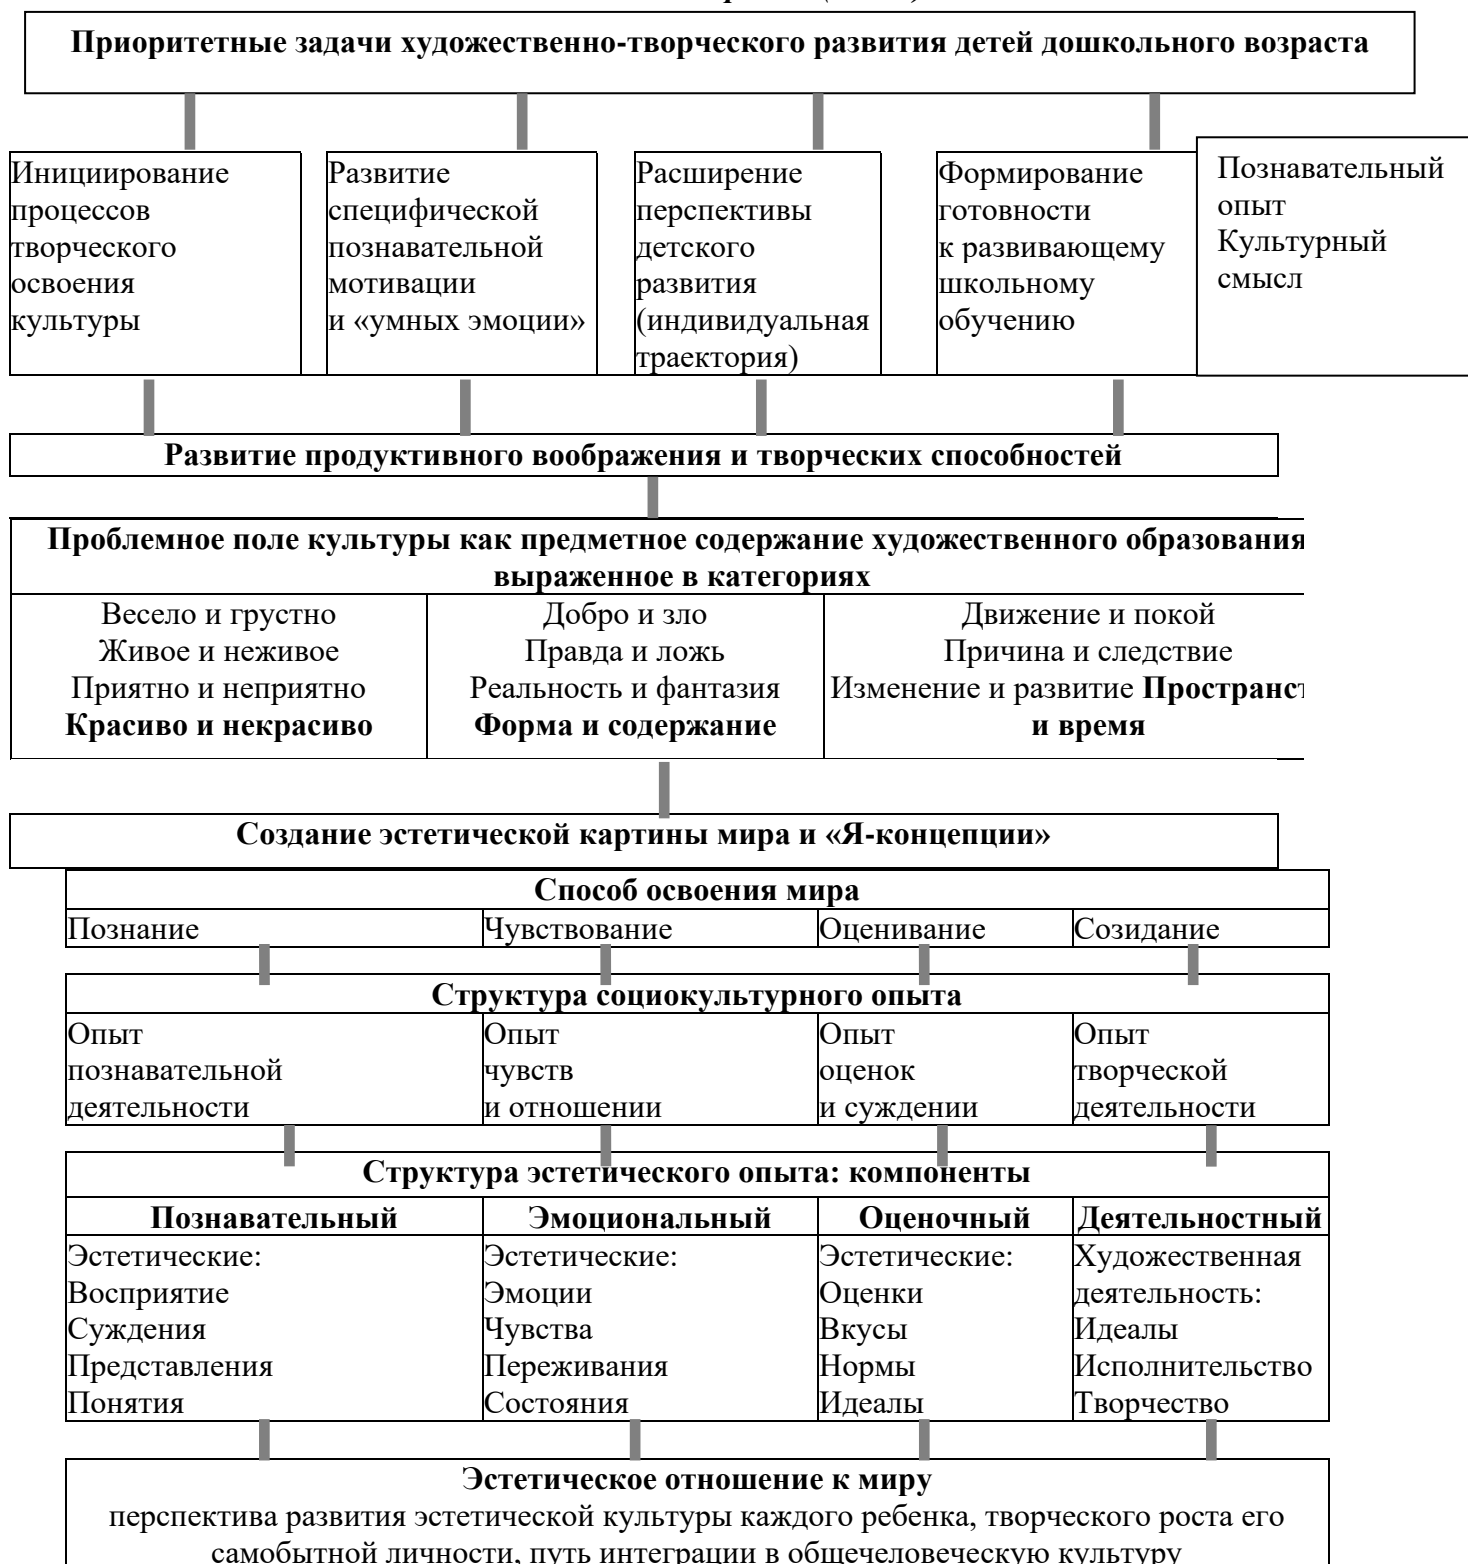 Приоритетные задачи художественно-творческого развития детей дошкольного возраста
Инициирование
процессов
творческого
освоения
культуры
Развитие
специфической
познавательной
мотивации
и «умных эмоции»
Расширение
перспективы
детского
развития
(индивидуальная
траектория)
Формирование
готовности
к развивающему
школьному
обучению
Познавательный
опыт
Культурный
смысл
Развитие продуктивного воображения и творческих способностей
Проблемное поле культуры как предметное содержание художественного образования
выраженное в категориях
Весело и грустно
Живое и неживое
Приятно и неприятно
Красиво и некрасиво
Добро и зло
Правда и ложь
Реальность и фантазия
Форма и содержание
Движение и покой
Причина и следствие
Изменение и развитие Пространст
и время
Создание эстетической картины мира и «Я-концепции»
Способ освоения мира
Познание Чувствование Оценивание Созидание
Структура социокультурного опыта
Опыт
познавательной
деятельности
Опыт
чувств
и отношении
Опыт
оценок
и суждении
Опыт
творческой
деятельности
Структура эстетического опыта: компоненты
Познавательный Эмоциональный Оценочный Деятельностный
Эстетические:
Восприятие
Суждения
Представления
Понятия
Эстетические:
Эмоции
Чувства
Переживания
Состояния
Эстетические:
Оценки
Вкусы
Нормы
Идеалы
Художественная
деятельность:
Идеалы
Исполнительство
Творчество
Эстетическое отношение к миру
перспектива развития эстетической культуры каждого ребенка, творческого роста его
самобытной личности, путь интеграции в общечеловеческую культуру